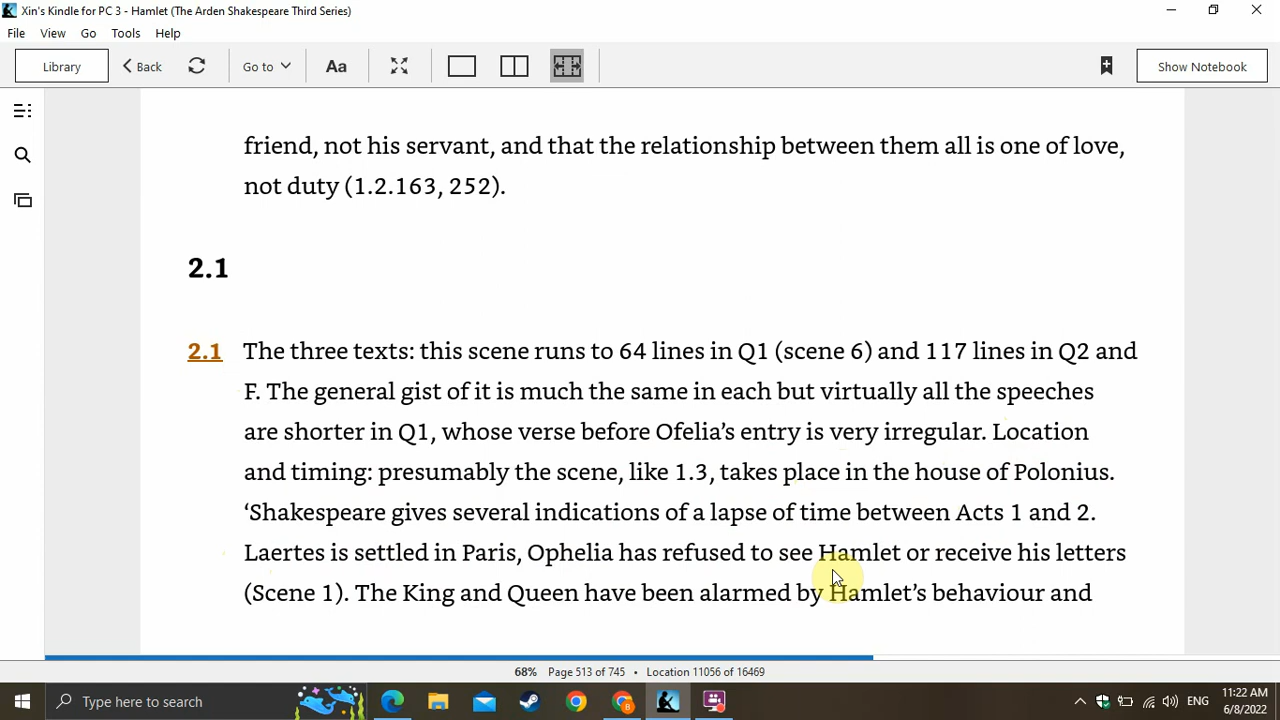 Xin's Kindle for PC 3 - Hamlet (The Arden Shakespeare Third Series)
File View Go Tools Help
Library Back Go to Aa Show Notebook
friend, not his servant, and that the relationship between them all is one of love,
not duty (1.2.163, 252).
2.1
2.1 The three texts: this scene runs to 64 lines in Q1 (scene 6) and 117 lines in Q2 and
F. The general gist of it is much the same in each but virtually all the speeches
are shorter in Q1, whose verse before Ofelia’s entry is very irregular. Location
and timing: presumably the scene, like 1.3, takes place in the house of Polonius.
‘Shakespeare gives several indications of a lapse of time between Acts 1 and 2.
Laertes is settled in Paris, Ophelia has refused to see Hamlet or receive his letters
(Scene 1). The King and Queen have been alarmed by Hamlet’s behaviour and
68% Page 513 of 745 • Location 11056 of 16469
Type here to search
ENG
11:22 AM
6/8/2022